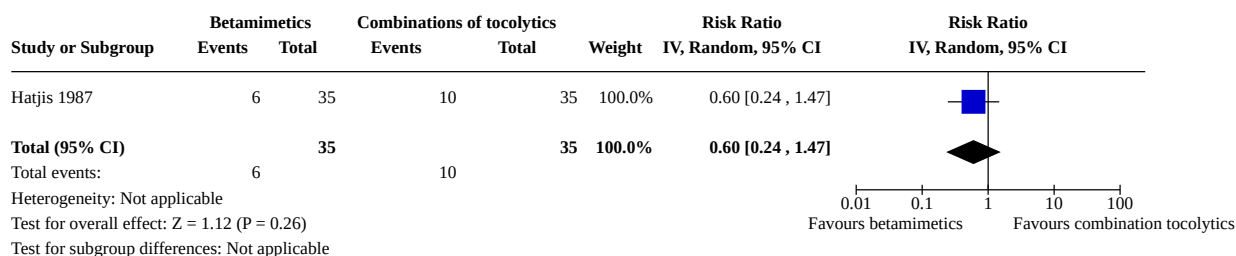 Betamimetics Combinations of tocolytics Risk Ratio Risk Ratio
Study or Subgroup Events Total Events Total Weight IV, Random, 95% CI IV, Random, 95% CI
Hatjis 1987 6 35 10 35 100.0% 0.60 [0.24 , 1.47]
Total (95% CI) 35 35 100.0% 0.60 [0.24 , 1.47]
Total events: 6 10
Heterogeneity: Not applicable
0.01 0.1 1 10 100
Test for overall effect: Z = 1.12 (P = 0.26) Favours betamimetics Favours combination tocolytics
Test for subgroup differences: Not applicable